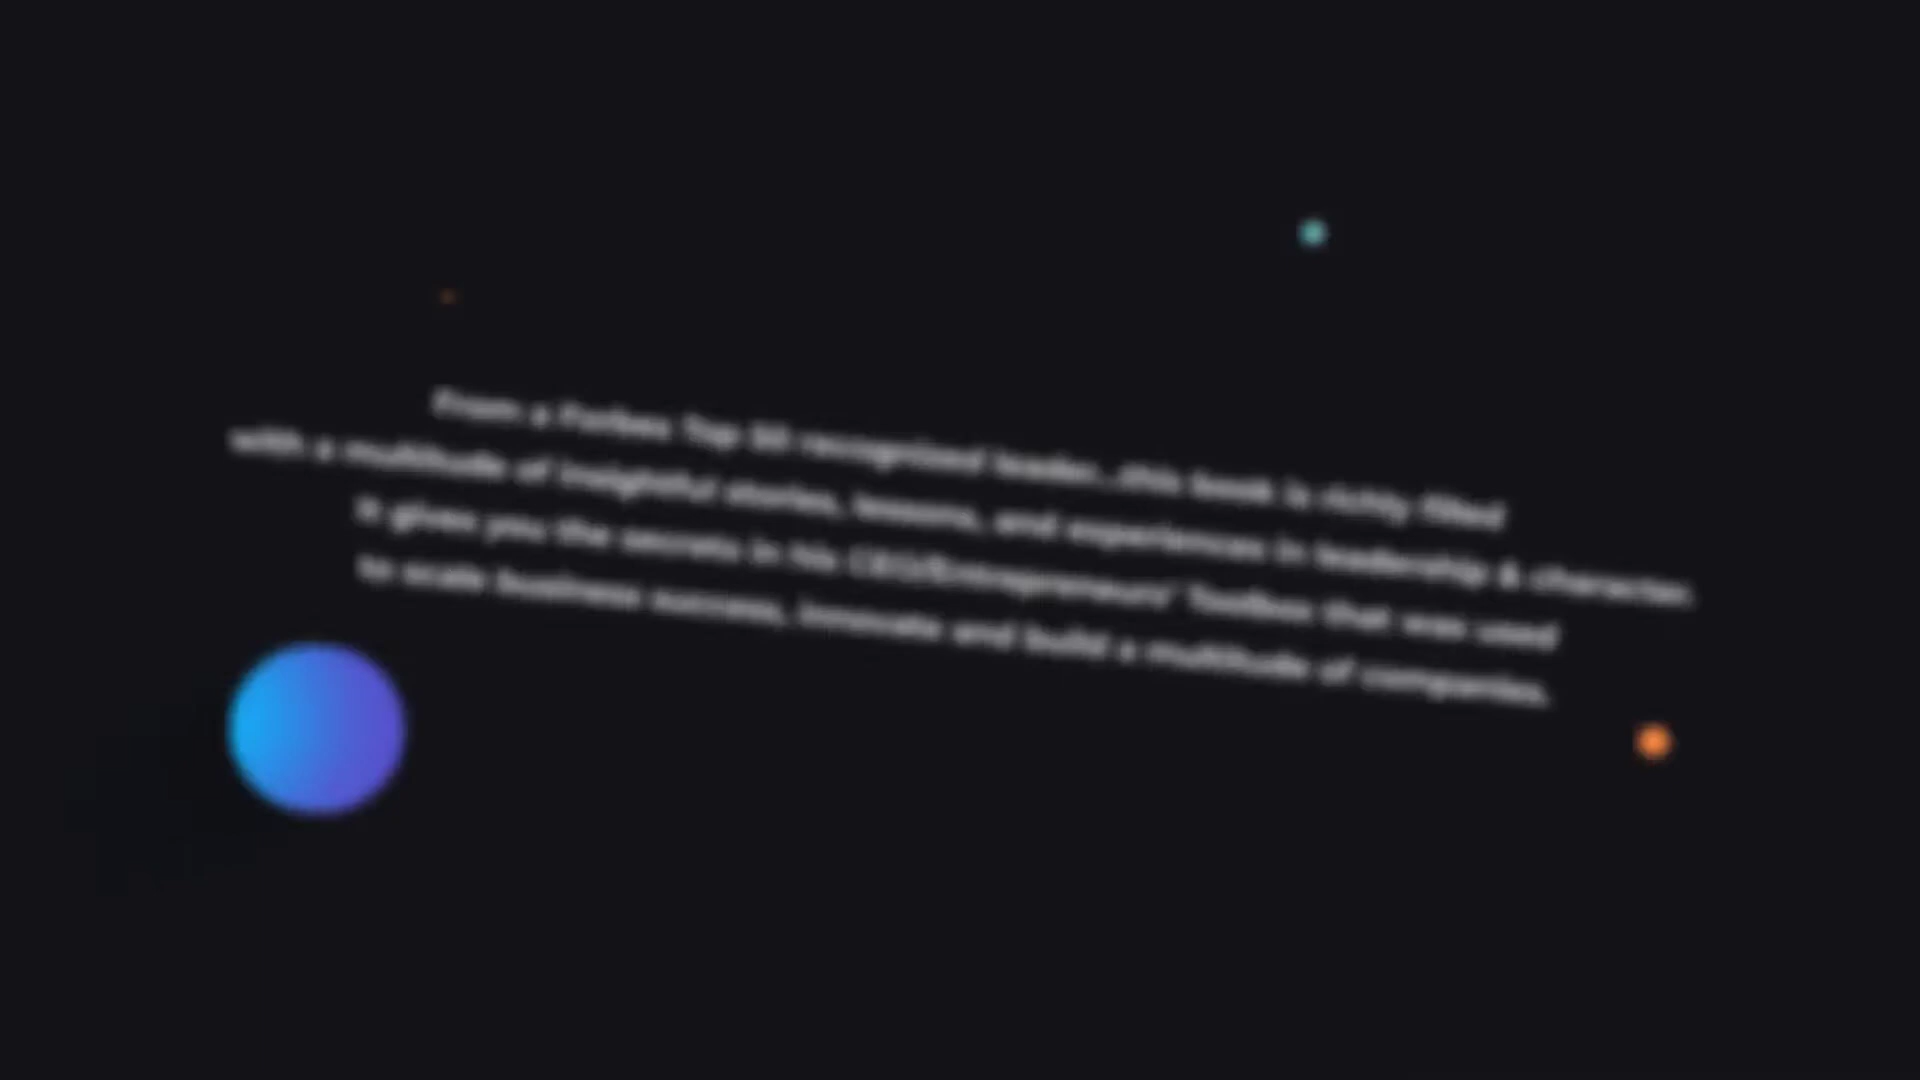 From a Forbes Top 50 recognized leader...this book is richly filled
with a multitude of insightful stories, lessons, and experiences in leadership & character.
It gives you the secrets in his CEO/Entrepreneurs' Toolbox that was used
to scale business success, innovate and build a multitude of companies.